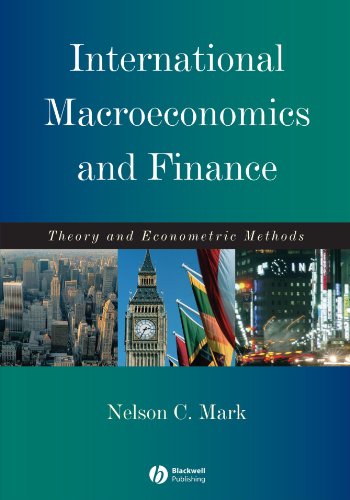 International
Macroeconomics
and Finance
Theory and Econometric Methods
Nelson C. Mark
Blackwell
Publishing